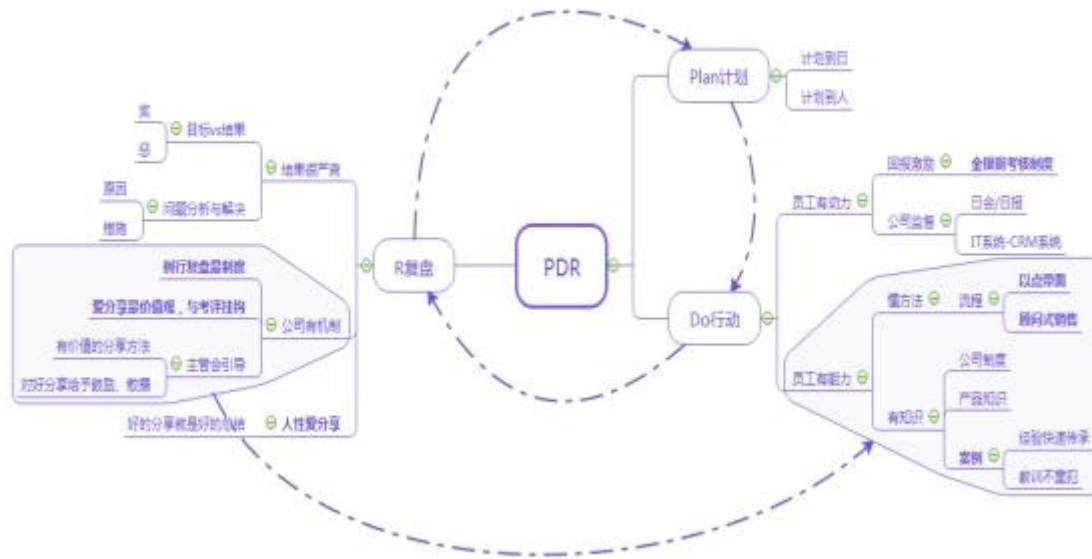 PDR
Plan计划
计划到日
计划到人
Do行动
员工有动力
回报激励
金银铜考核制度
公司监督
日会/日报
IT系统-CRM系统
员工有能力
懂方法
流程
以点带面
顾问式销售
有知识
公司制度
产品知识
案例
经验快速传承
教训不重犯
R复盘
结果很严肃
目标vs结果
奖
惩
问题分析与解决
原因
措施
公司有机制
例行复盘是制度
爱分享是价值观，与考评挂钩
主管会引导
有价值的分享方法
对好分享给予鼓励、
人性爱分享
好的分享就是好的总结